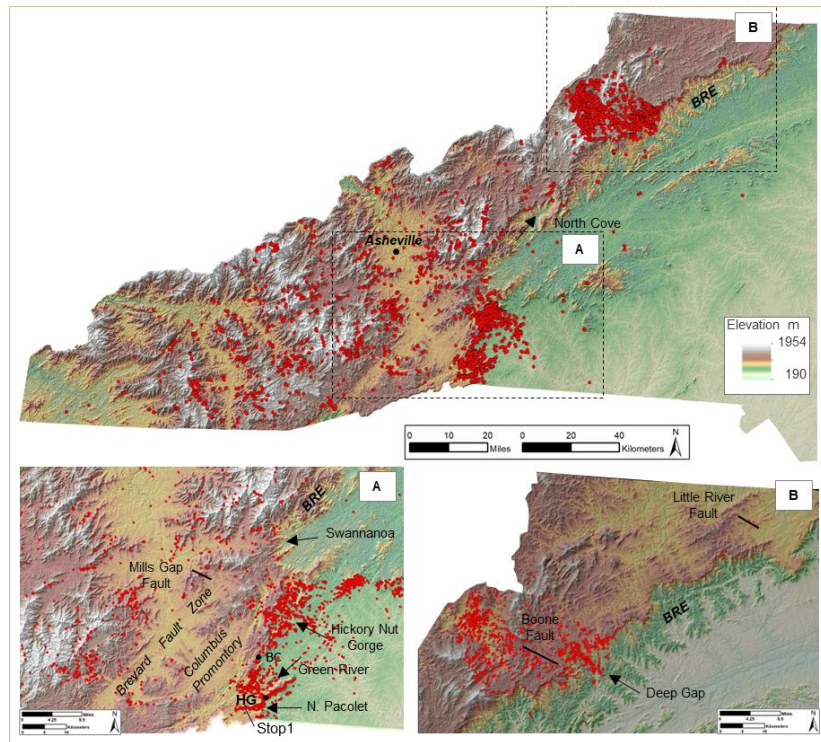 B
BRE
North Cove
Asheville
A
Elevation m
1954
190
0 10 20 Miles
0 20 40 Kilometers
N
A
BRE
Swannanoa
Mills Gap
Fault
Brevard Fault Zone
Columbus
Promontory
Hickory Nut
Gorge
BC
Green River
HG
N. Pacolet
Stop1
N
B
Little River
Fault
BRE
Boone
Fault
Deep Gap
N